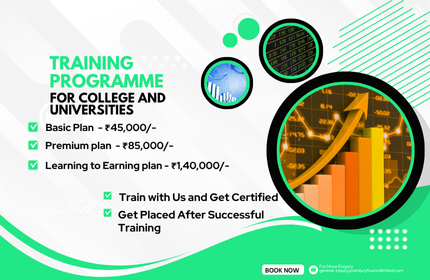 TRAINING
PROGRAMME
FOR COLLEGE AND
UNIVERSITIES
Basic Plan - ₹45,000/-
Premium plan - ₹85,000/-
Learning to Earning plan - ₹1,40,000/-
Train with Us and Get Certified
Get Placed After Successful
Training
BOOK NOW
For More Enquiry